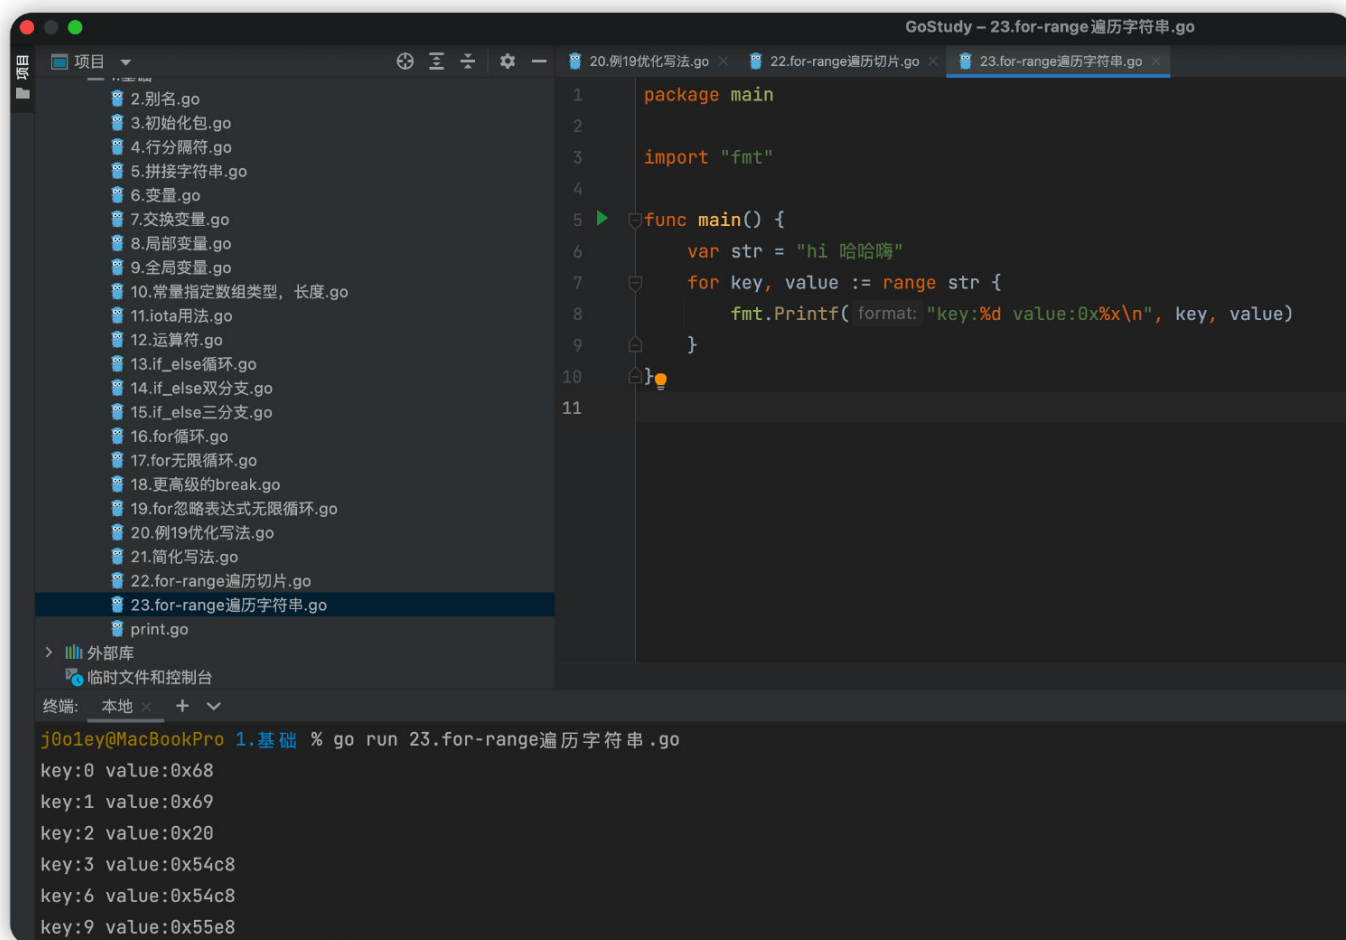 GoStudy – 23.for-range遍历字符串.go
项目
项目
20.例19优化写法.go
22.for-range遍历切片.go
23.for-range遍历字符串.go
1.基础
2.别名.go
3.初始化包.go
4.行分隔符.go
5.拼接字符串.go
6.变量.go
7.交换变量.go
8.局部变量.go
9.全局变量.go
10.常量指定数组类型，长度.go
11.iota用法.go
12.运算符.go
13.if_else循环.go
14.if_else双分支.go
15.if_else三分支.go
16.for循环.go
17.for无限循环.go
18.更高级的break.go
19.for忽略表达式无限循环.go
20.例19优化写法.go
21.简化写法.go
22.for-range遍历切片.go
23.for-range遍历字符串.go
print.go
外部库
临时文件和控制台
1 package main
2
3 import "fmt"
4
5 func main() {
6 var str = "hi 哈哈嗨"
7 for key, value := range str {
8 fmt.Printf( format: "key:%d value:0x%x\n", key, value)
9 }
10 }
11
终端: 本地
j0o1ey@MacBookPro 1.基础 % go run 23.for-range遍历字符串.go
key:0 value:0x68
key:1 value:0x69
key:2 value:0x20
key:3 value:0x54c8
key:6 value:0x54c8
key:9 value:0x55e8